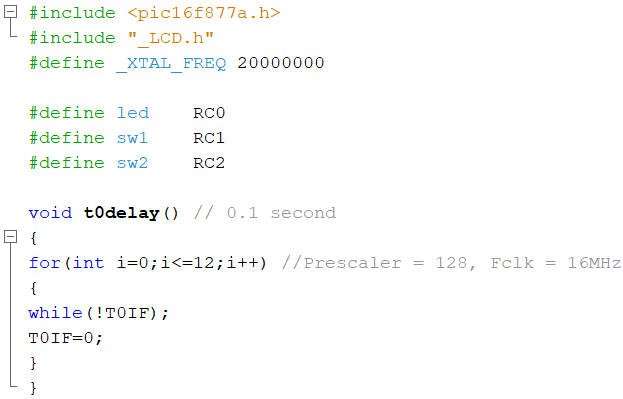 #include <pic16f877a.h>
#include "_LCD.h"
#define _XTAL_FREQ 20000000
#define led    RC0
#define sw1    RC1
#define sw2    RC2
void t0delay() // 0.1 second
{
for(int i=0;i<=12;i++) //Prescaler = 128, Fclk = 16MHz
{
while(!T0IF);
T0IF=0;
}
}